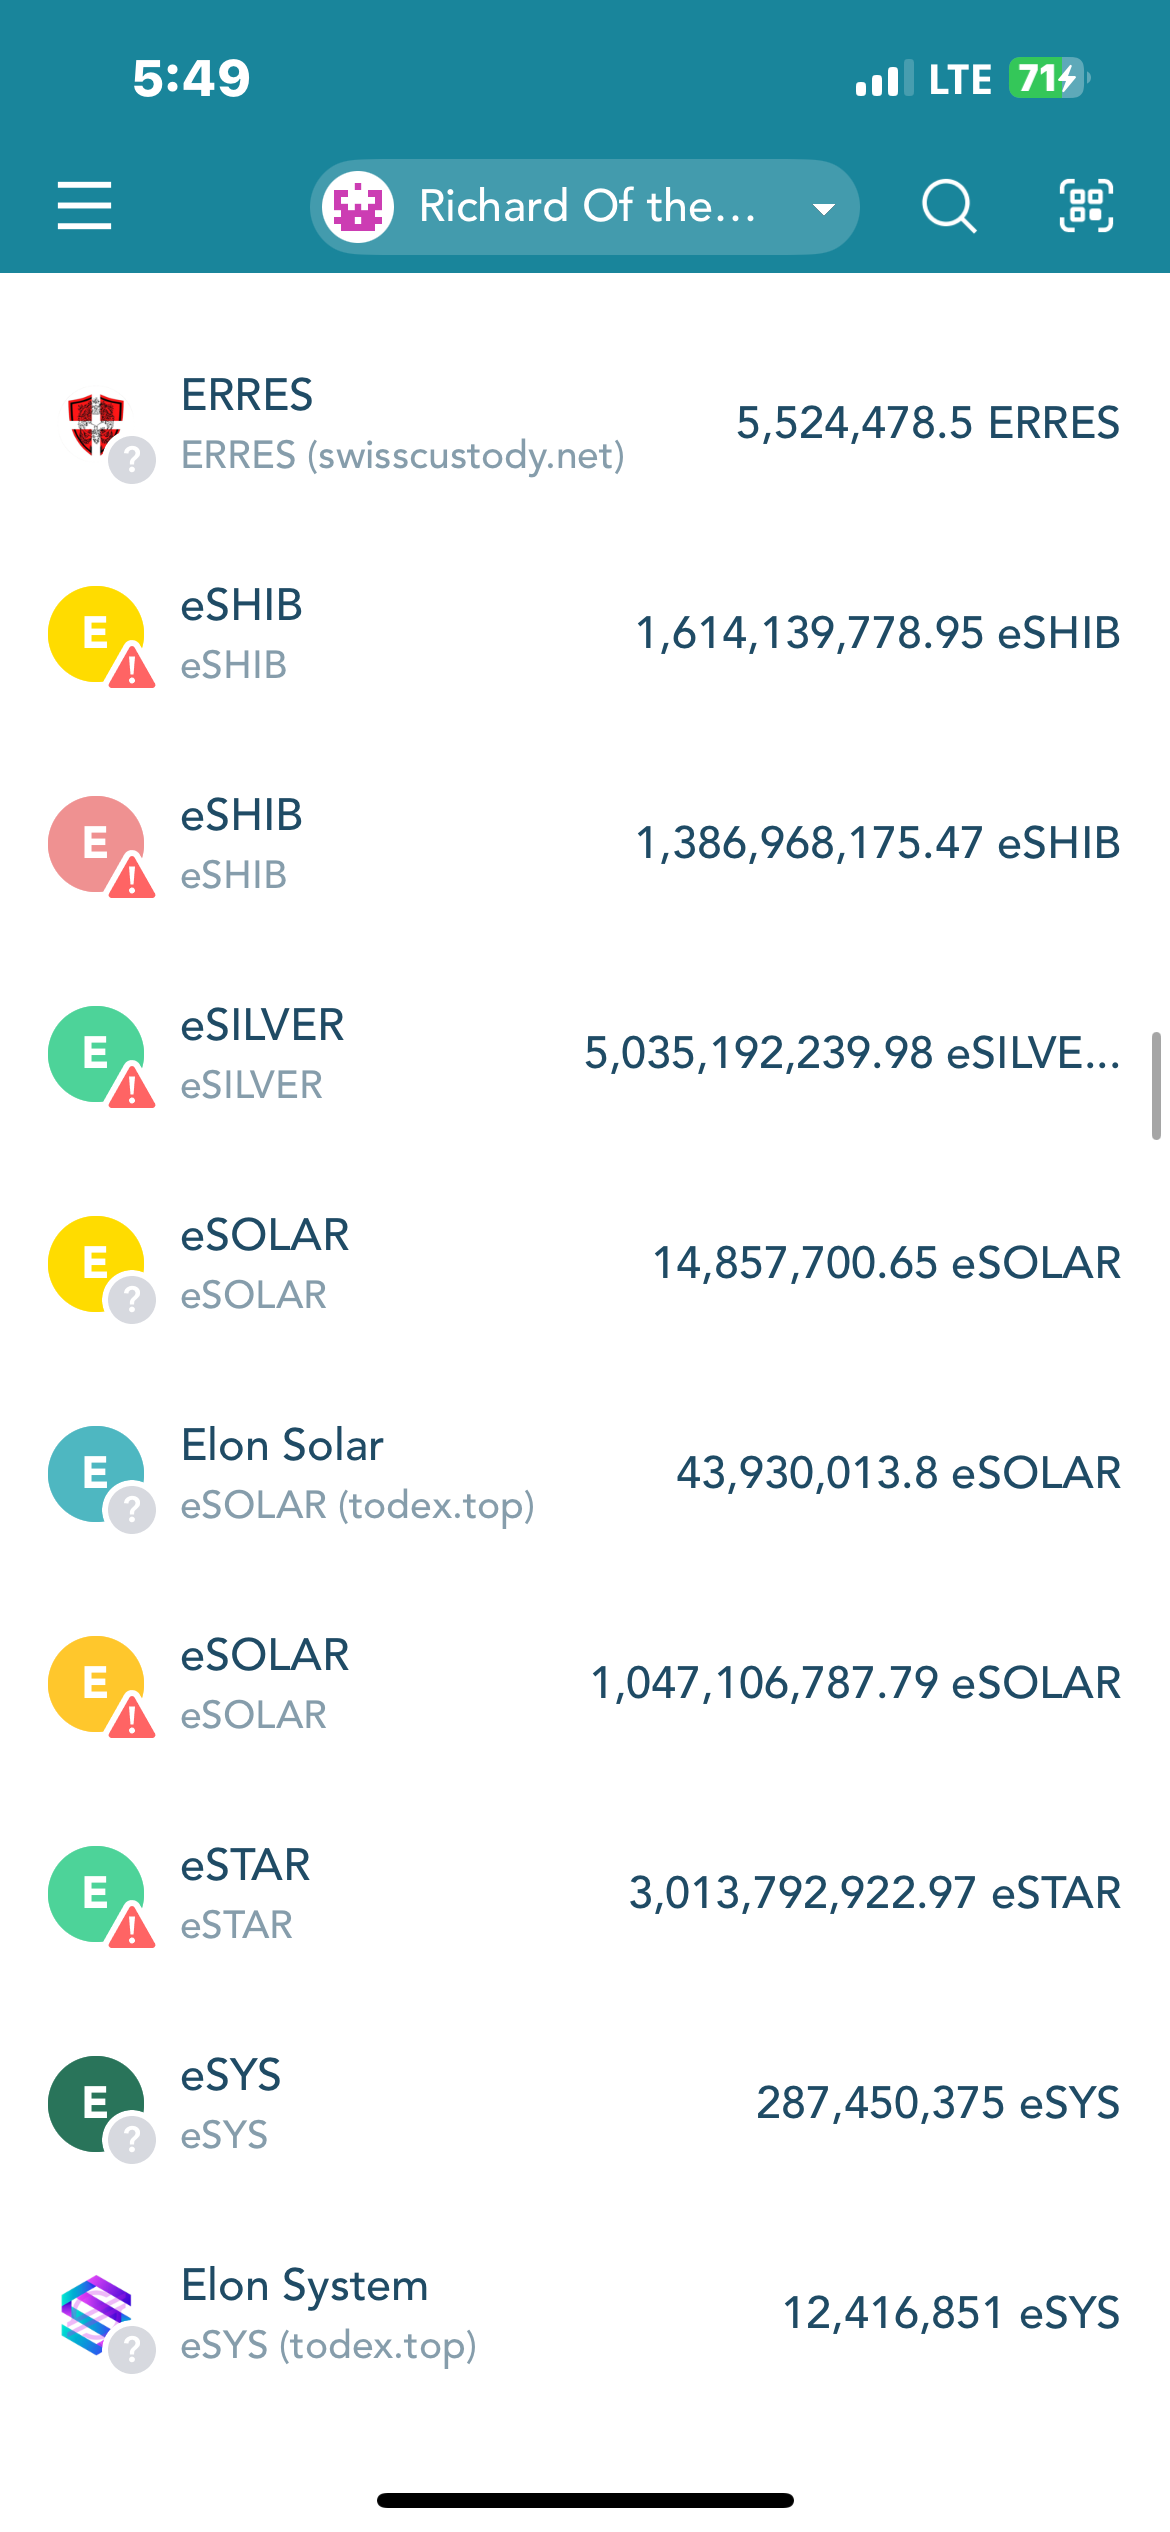 5:49
LTE 71
Richard Of the...
ERRES
ERRES (swisscustody.net)
5,524,478.5 ERRES
E
eSHIB
eSHIB
1,614,139,778.95 eSHIB
E
eSHIB
eSHIB
1,386,968,175.47 eSHIB
E
eSILVER
eSILVER
5,035,192,239.98 eSILVE...
E
eSOLAR
eSOLAR
14,857,700.65 eSOLAR
E
Elon Solar
eSOLAR (todex.top)
43,930,013.8 eSOLAR
E
eSOLAR
eSOLAR
1,047,106,787.79 eSOLAR
E
eSTAR
eSTAR
3,013,792,922.97 eSTAR
E
eSYS
eSYS
287,450,375 eSYS
Elon System
eSYS (todex.top)
12,416,851 eSYS